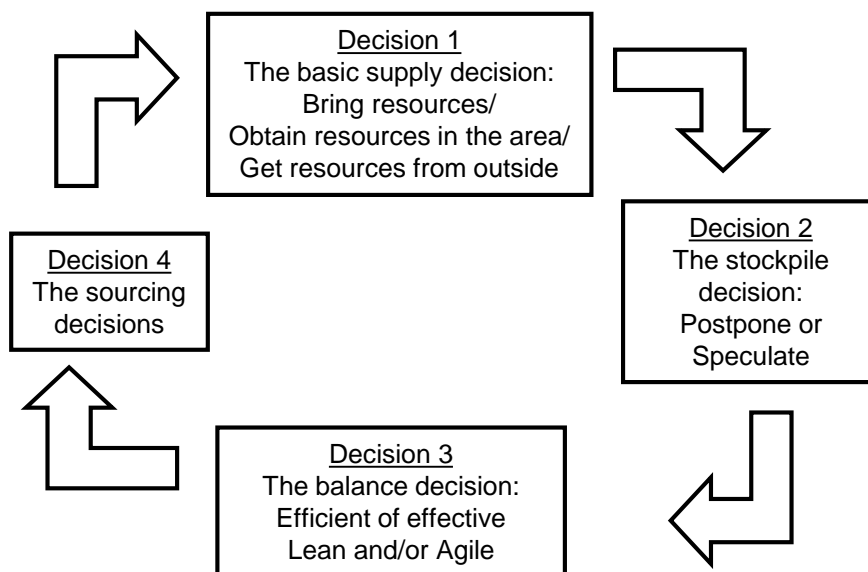 Decision 1
The basic supply decision:
Bring resources/
Obtain resources in the area/
Get resources from outside
Decision 2
The stockpile
decision:
Postpone or
Speculate
Decision 3
The balance decision:
Efficient of effective
Lean and/or Agile
Decision 4
The sourcing
decisions